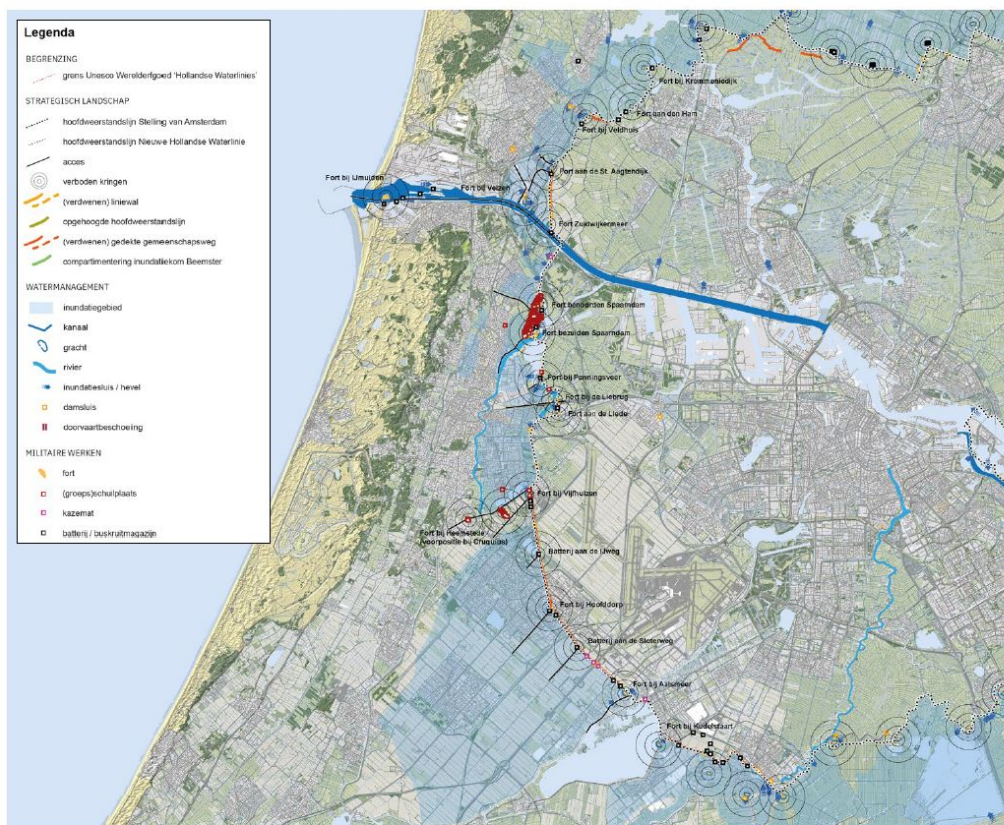 Legenda
BEGRENZING
grens Unesco Werelderfgoed 'Hollandse Waterlinies'
STRATEGISCH LANDSCHAP
hoofdweerstandslijn Stelling van Amsterdam
hoofdweerstandslijn Nieuwe Hollandse Waterlinie
acces
verboden kringen
(verdwenen) liniewal
opgehoogde hoofdweerstandslijn
(verdwenen) gedekte gemeenschapsweg
compartimentering inundatiekom Beemster
WATERMANAGEMENT
inundatiegebied
kanaal
gracht
rivier
inundatiesluis / hevel
damsluis
doorvaartbeschoeiing
MILITAIRE WERKEN
fort
(groeps)schuilplaats
kazemat
batterij / buskruitmagazijn
Fort bij Krommeniedijk
Fort aan den Ham
Fort bij Veldhuis
Fort aan de St. Aagtendijk
Fort bij IJmuiden
Fort bij Velzen
Fort Zuidwijkermeer
Fort benoorden Spaarndam
Fort bezuiden Spaarndam
Fort bij Penningsveer
Fort bij de Liebrug
Fort aan de Liede
Fort bij Vijfhuizen
Fort bij Heemstede
(voorpositie bij Cruquius)
Batterij aan de IJweg
Fort bij Hoofddorp
Batterij aan de Sloterweg
Fort bij Aalsmeer
Fort bij Kudelstaart